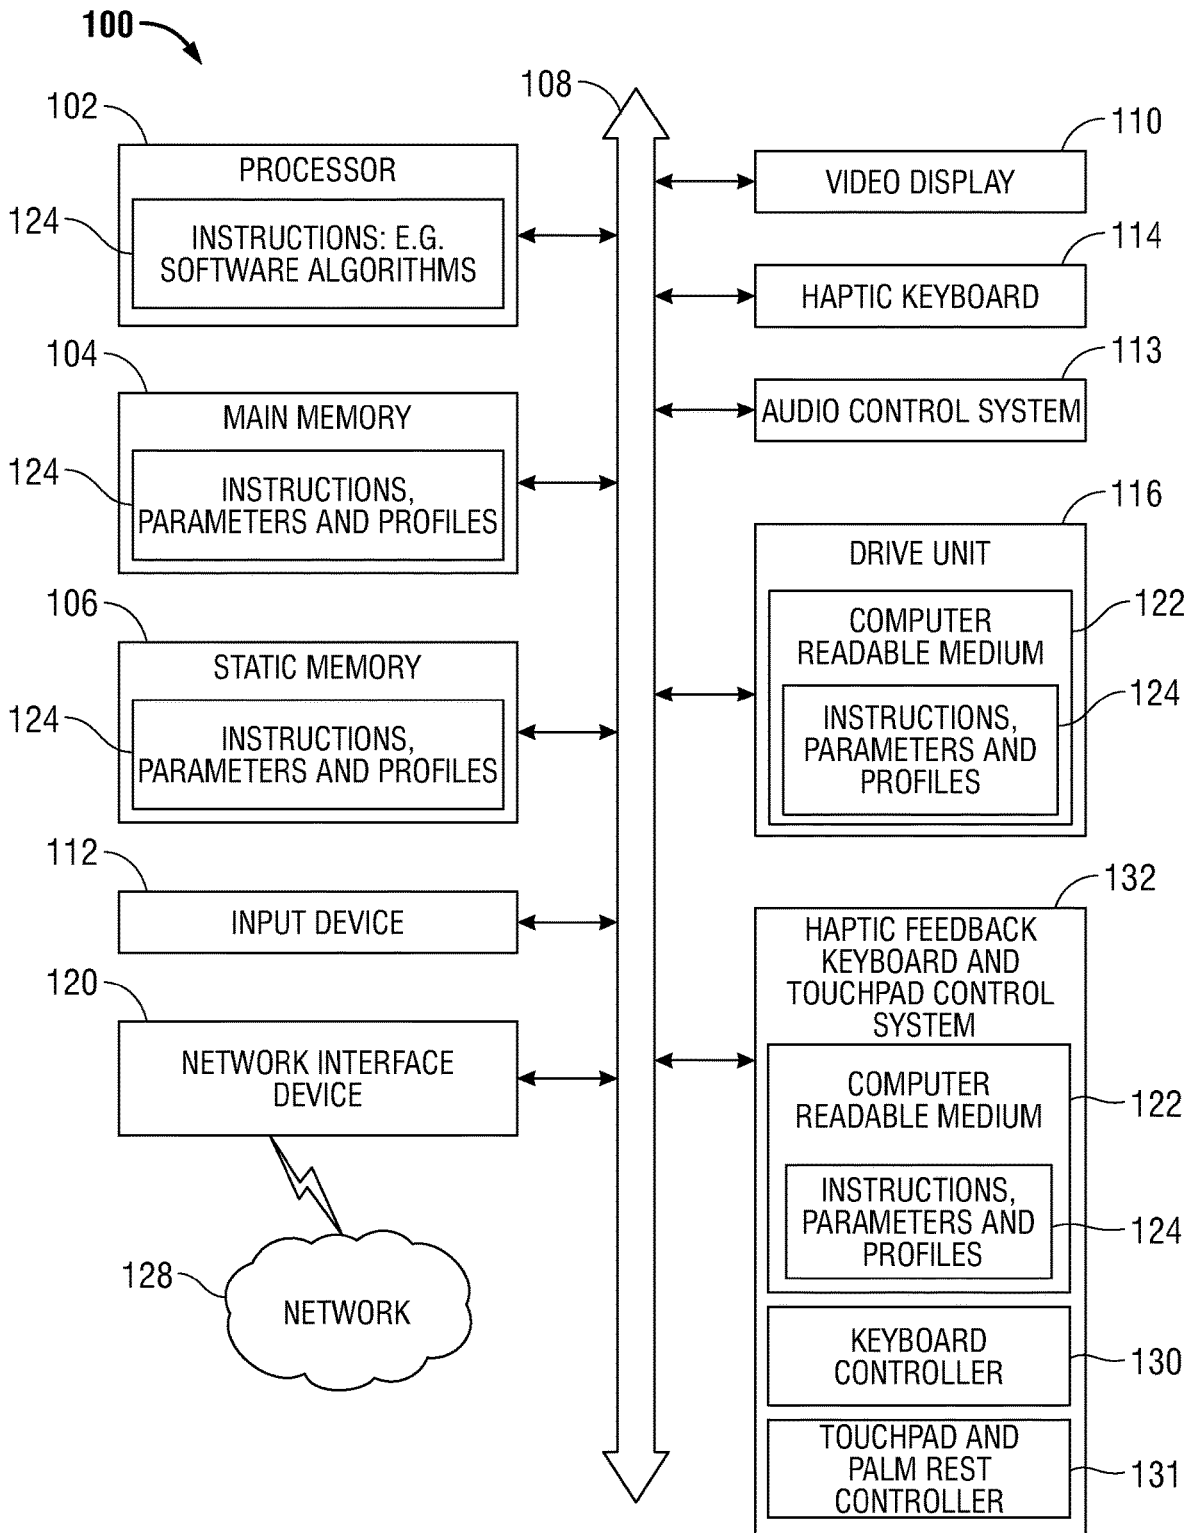 100
102
PROCESSOR
124
INSTRUCTIONS: E.G.
SOFTWARE ALGORITHMS
104
MAIN MEMORY
124
INSTRUCTIONS,
PARAMETERS AND PROFILES
106
STATIC MEMORY
124
INSTRUCTIONS,
PARAMETERS AND PROFILES
112
INPUT DEVICE
120
NETWORK INTERFACE
DEVICE
128
NETWORK
108
110
VIDEO DISPLAY
114
HAPTIC KEYBOARD
113
AUDIO CONTROL SYSTEM
116
DRIVE UNIT
122
COMPUTER
READABLE MEDIUM
124
INSTRUCTIONS,
PARAMETERS AND
PROFILES
132
HAPTIC FEEDBACK
KEYBOARD AND
TOUCHPAD CONTROL
SYSTEM
COMPUTER
READABLE MEDIUM
122
INSTRUCTIONS,
PARAMETERS AND
PROFILES
124
KEYBOARD
CONTROLLER
130
TOUCHPAD AND
PALM REST
CONTROLLER
131